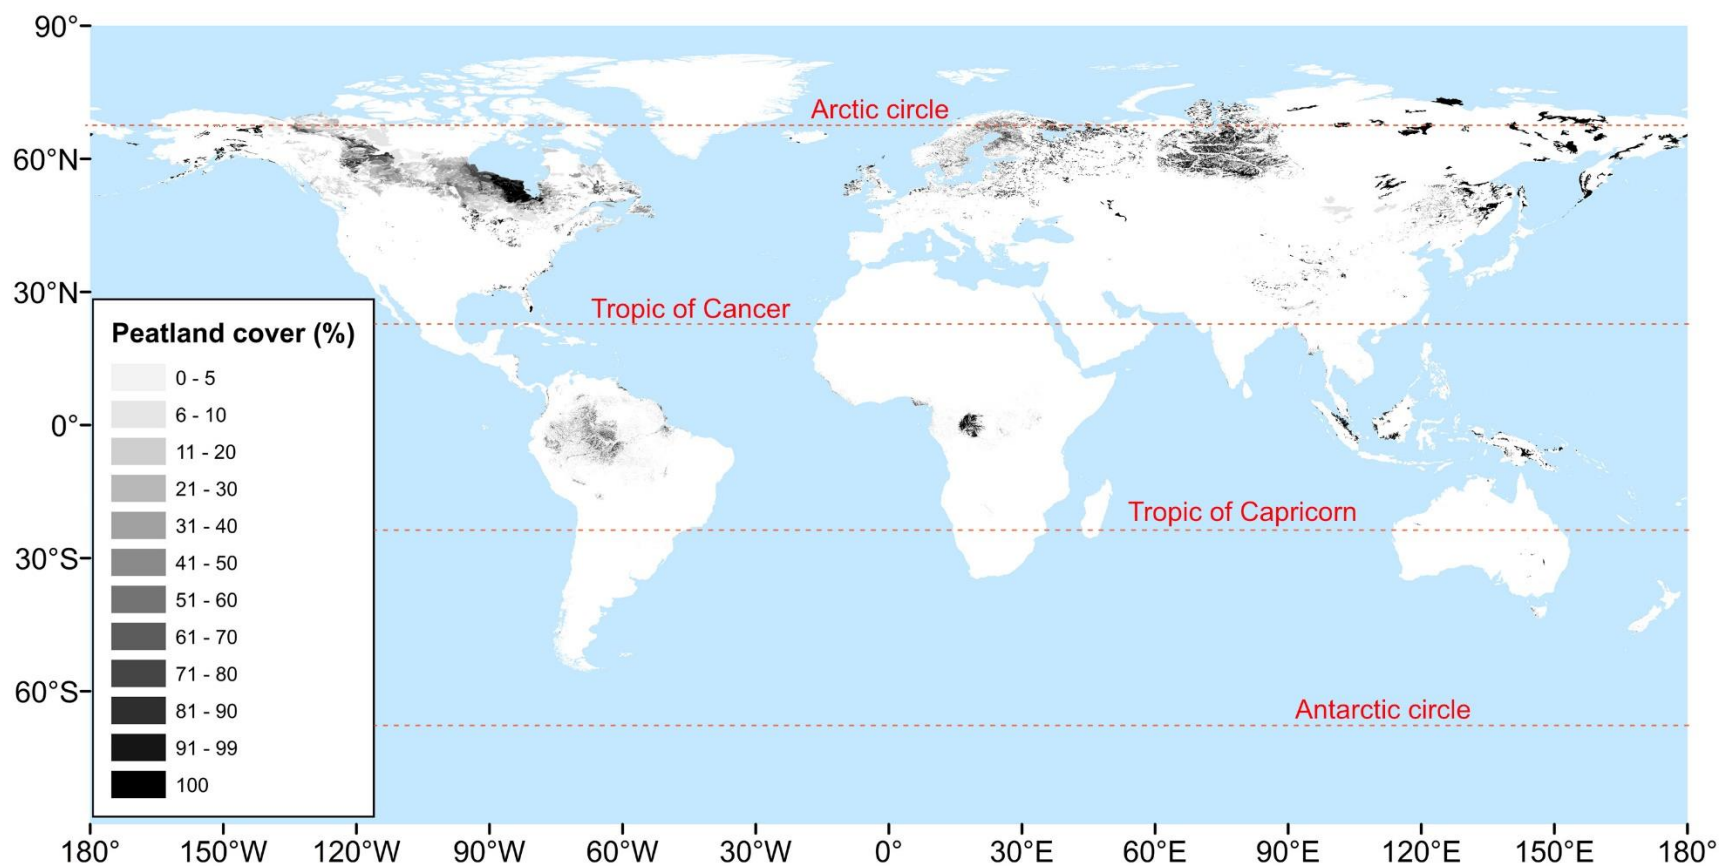 90°
60°N
30°N
0°
30°S
60°S
Arctic circle
Tropic of Cancer
Tropic of Capricorn
Antarctic circle
Peatland cover (%)
0 - 5
6 - 10
11 - 20
21 - 30
31 - 40
41 - 50
51 - 60
61 - 70
71 - 80
81 - 90
91 - 99
100
180° 150°W 120°W 90°W 60°W 30°W 0° 30°E 60°E 90°E 120°E 150°E 180°